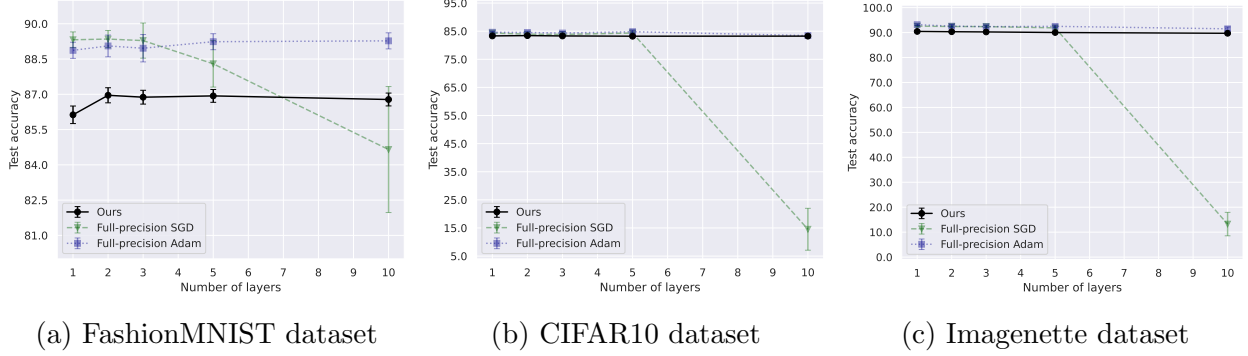 90.0
88.5
87.0
85.5
84.0
82.5
81.0
Test accuracy
Ours
Full-precision SGD
Full-precision Adam
1 2 3 4 5 6 7 8 9 10
Number of layers
(a) FashionMNIST dataset
95.0
85.0
75.0
65.0
55.0
45.0
35.0
25.0
15.0
5.0
Test accuracy
Ours
Full-precision SGD
Full-precision Adam
1 2 3 4 5 6 7 8 9 10
Number of layers
(b) CIFAR10 dataset
100.0
90.0
80.0
70.0
60.0
50.0
40.0
30.0
20.0
10.0
0.0
Test accuracy
Ours
Full-precision SGD
Full-precision Adam
1 2 3 4 5 6 7 8 9 10
Number of layers
(c) Imagenette dataset